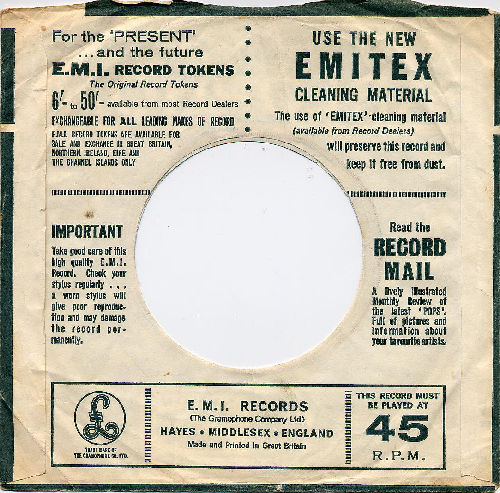 For the 'PRESENT'
...and the future
E.M.I. RECORD TOKENS
The Original Record Tokens
6/- to 50/- available from most Record Dealers
EXCHANGEABLE FOR ALL LEADING MAKES OF RECORD
E.M.I. RECORD TOKENS ARE AVAILABLE FOR
SALE AND EXCHANGE IN GREAT BRITAIN,
NORTHERN IRELAND, EIRE AND
THE CHANNEL ISLANDS ONLY
USE THE NEW
EMITEX
CLEANING MATERIAL
The use of 'EMITEX' cleaning material
(available from Record Dealers)
will preserve this record and
keep it free from dust.
IMPORTANT
Take good care of this
high quality E.M.I.
Record. Check your
stylus regularly ...
a worn stylus will
give poor reproduc-
tion and may damage
the record per-
manently.
Read the
RECORD
MAIL
A lively Illustrated
Monthly Review of
the latest 'POPS'.
Full of pictures and
information about
your favourite artists.
£
TRADE MARK OF
THE GRAMOPHONE CO. LTD.
E.M.I. RECORDS
(The Gramophone Company Ltd.)
HAYES • MIDDLESEX • ENGLAND
Made and Printed in Great Britain
THIS RECORD MUST
BE PLAYED AT
45
R.P.M.